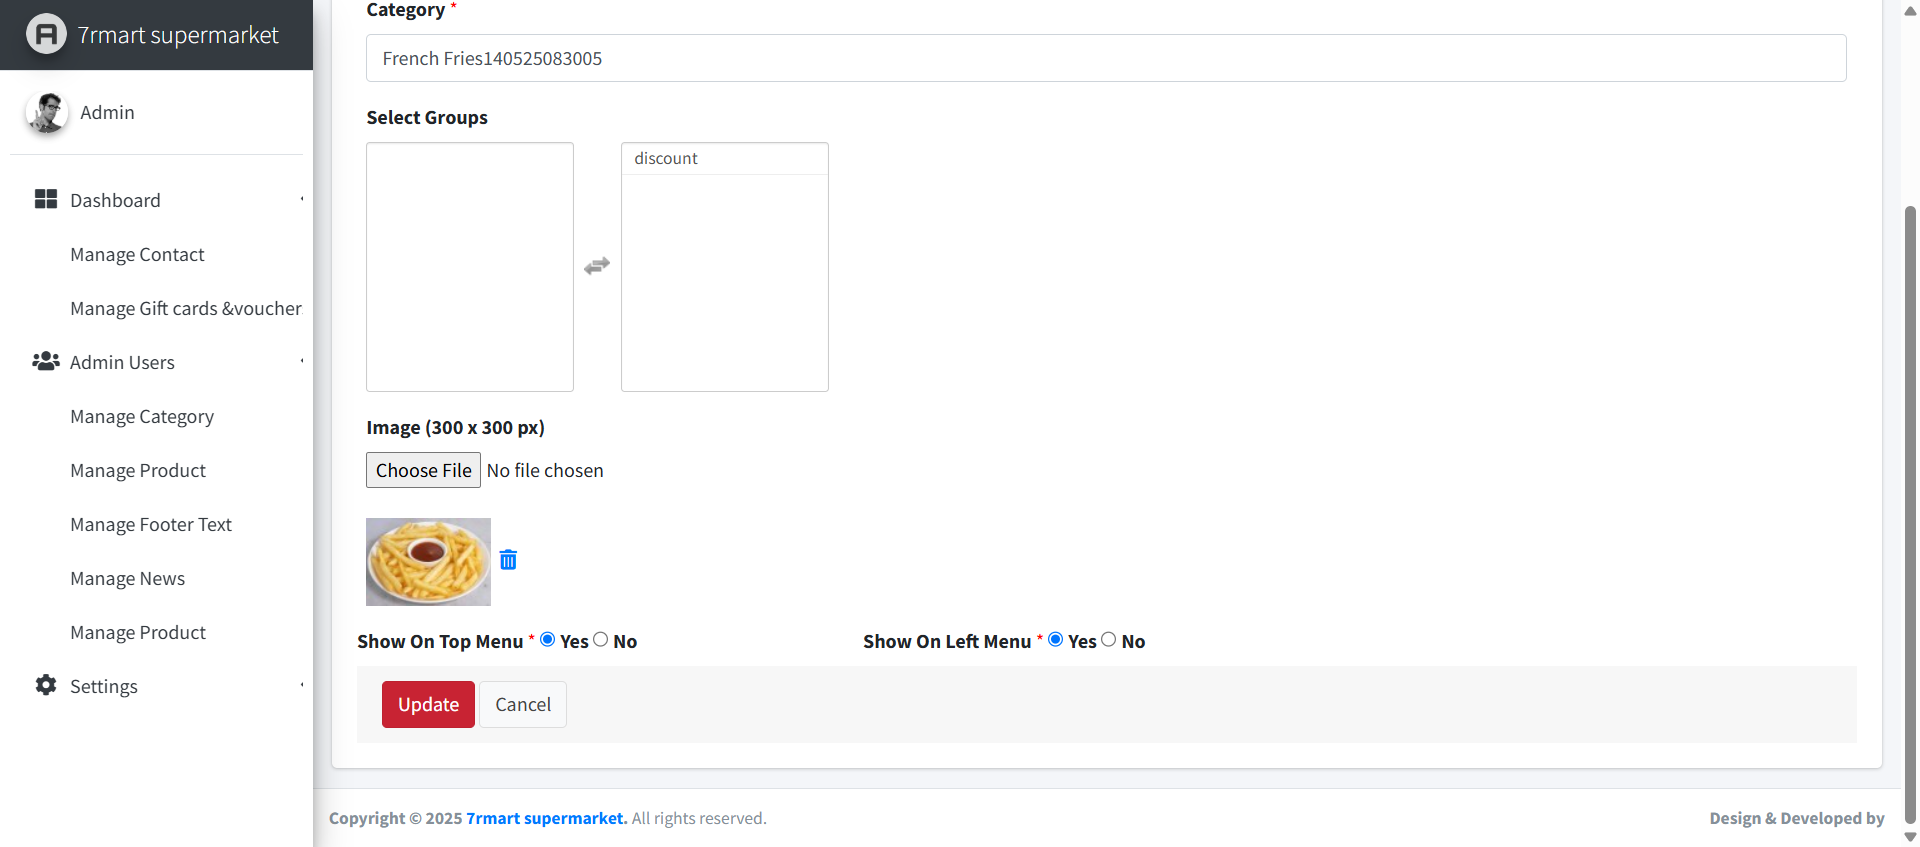 7rmart supermarket
Admin
Dashboard
Manage Contact
Manage Gift cards &voucher
Admin Users
Manage Category
Manage Product
Manage Footer Text
Manage News
Manage Product
Settings
Category *
French Fries140525083005
Select Groups
discount
Image (300 x 300 px)
Choose File No file chosen
Show On Top Menu * Yes No Show On Left Menu * Yes No
Update Cancel
Copyright © 2025 7rmart supermarket. All rights reserved. Design & Developed by